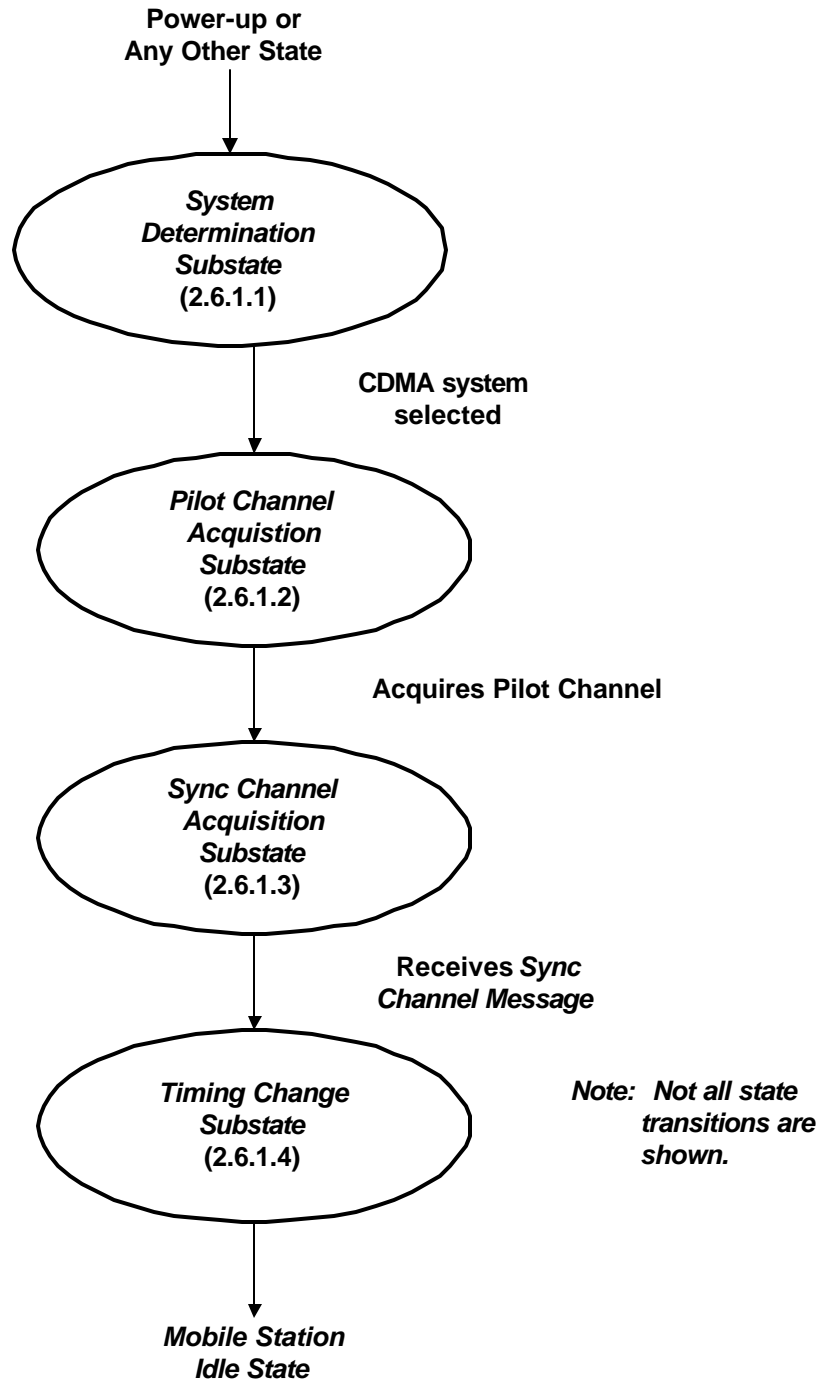 Power-up or
Any Other State
System
Determination
Substate
(2.6.1.1)
CDMA system
selected
Pilot Channel
Acquistion
Substate
(2.6.1.2)
Acquires Pilot Channel
Sync Channel
Acquisition
Substate
(2.6.1.3)
Receives Sync
Channel Message
Timing Change
Substate
(2.6.1.4)
Note: Not all state
transitions are
shown.
Mobile Station
Idle State